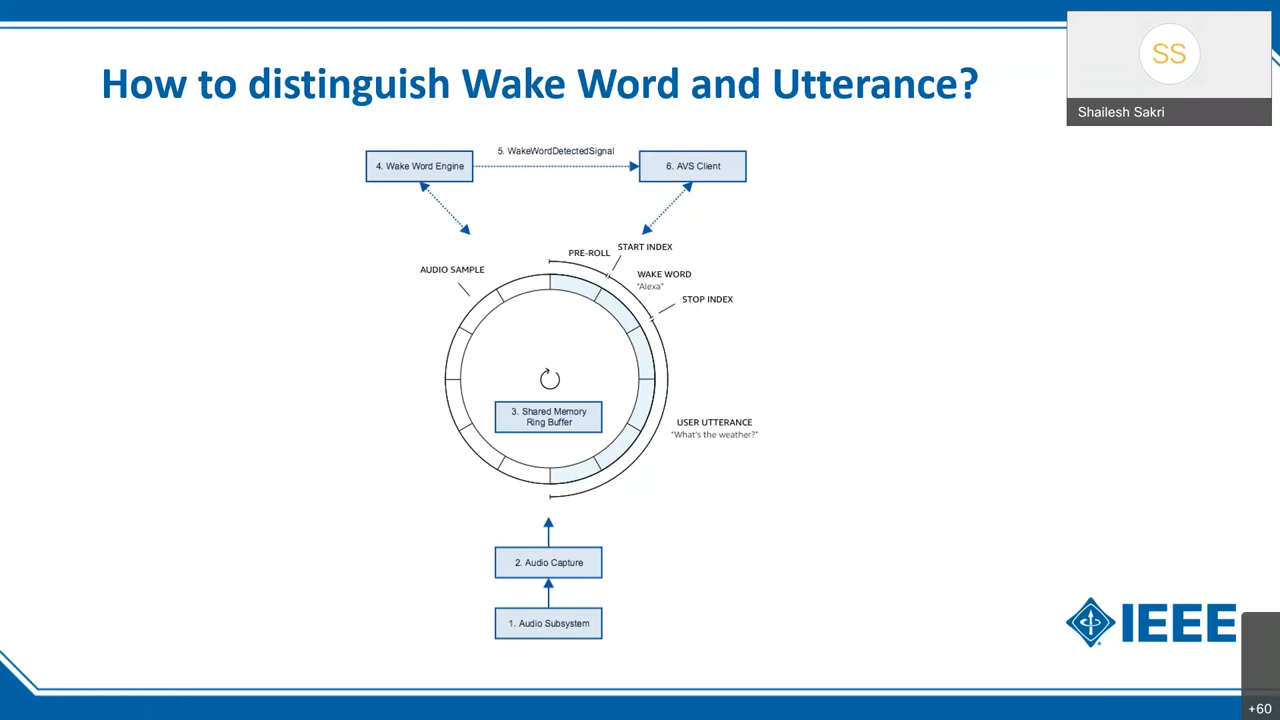 How to distinguish Wake Word and Utterance?
SS
Shailesh Sakri
4. Wake Word Engine
5. WakeWordDetectedSignal
6. AVS Client
AUDIO SAMPLE
PRE-ROLL
START INDEX
WAKE WORD
"Alexa"
STOP INDEX
3. Shared Memory
Ring Buffer
USER UTTERANCE
"What's the weather?"
2. Audio Capture
1. Audio Subsystem
IEEE
+60